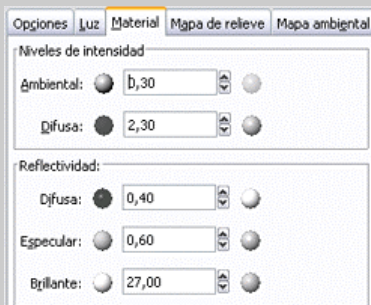 Opciones Luz Material Mapa de relieve Mapa ambiental
Niveles de intensidad
Ambiental: 0,30
Difusa: 2,30
Reflectividad:
Difusa: 0,40
Especular: 0,60
Brillante: 27,00